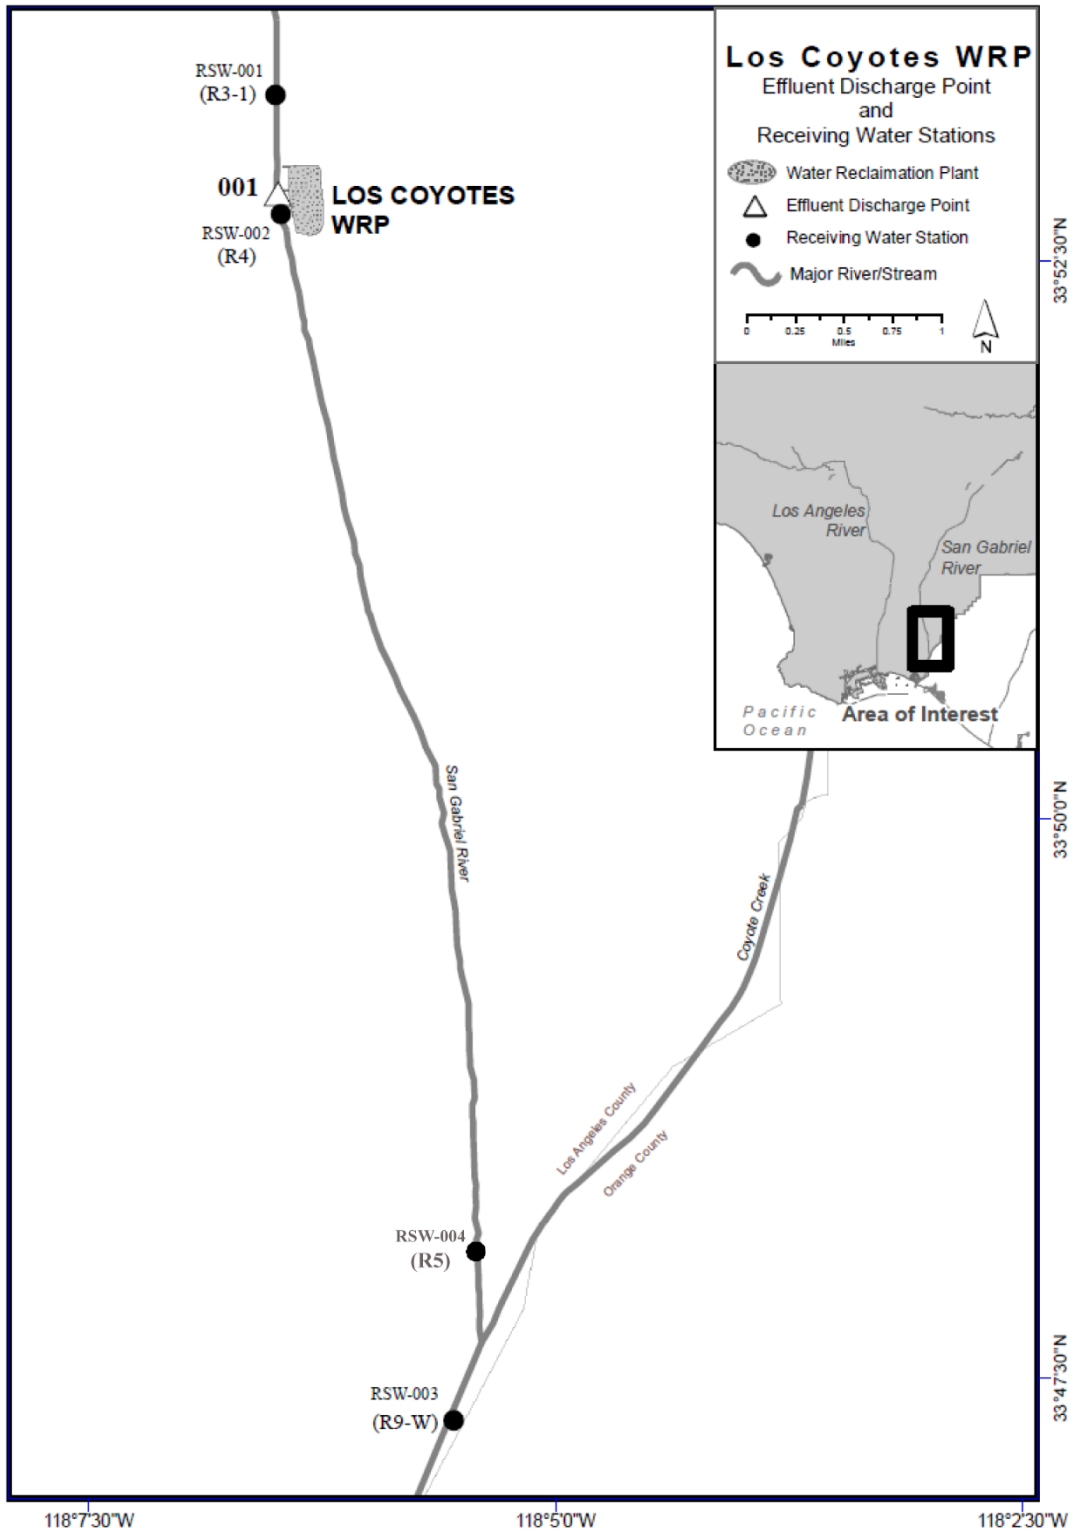 Los Coyotes WRP
Effluent Discharge Point
and
Receiving Water Stations
Water Reclaimation Plant
Effluent Discharge Point
Receiving Water Station
Major River/Stream
0 0.25 0.5 0.75 1
Miles
N
RSW-001
(R3-1)
001
LOS COYOTES
WRP
RSW-002
(R4)
33°52'30"N
Los Angeles
River
San Gabriel
River
Pacific
Ocean
Area of Interest
San Gabriel River
33°50'0"N
Coyote Creek
Los Angeles County
Orange County
RSW-004
(R5)
33°47'30"N
RSW-003
(R9-W)
118°7'30"W
118°5'0"W
118°2'30"W